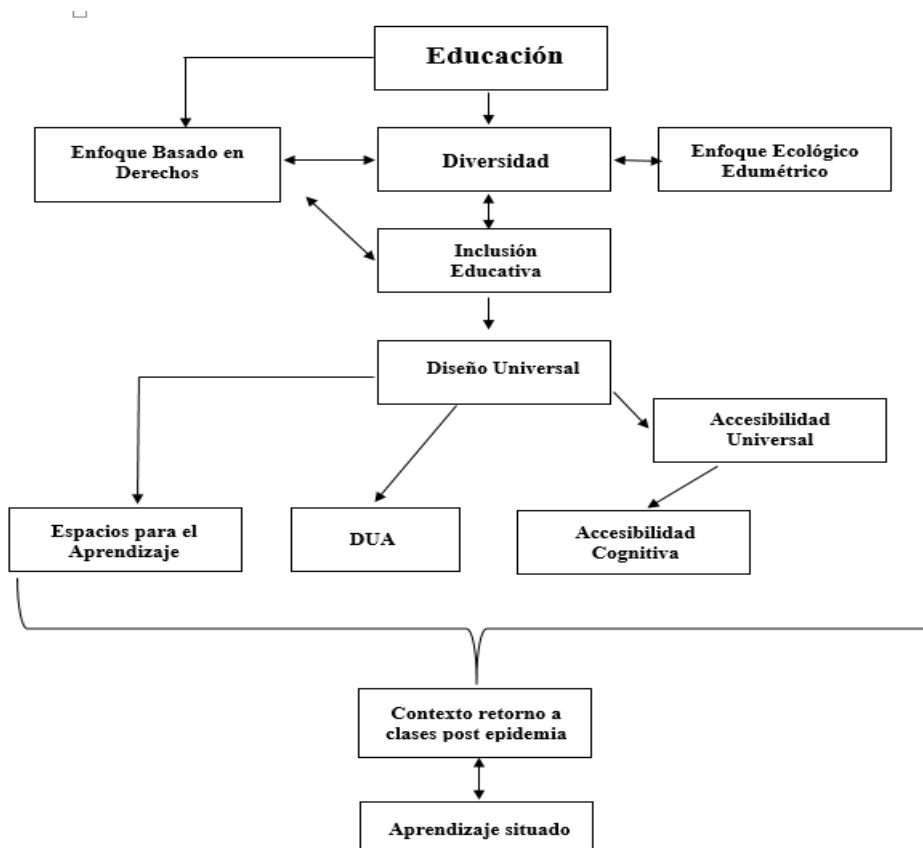 Educación
Enfoque Basado en
Derechos
Diversidad
Enfoque Ecológico
Edumétrico
Inclusión
Educativa
Diseño Universal
Accesibilidad
Universal
Espacios para el
Aprendizaje
DUA
Accesibilidad
Cognitiva
Contexto retorno a
clases post epidemia
Aprendizaje situado